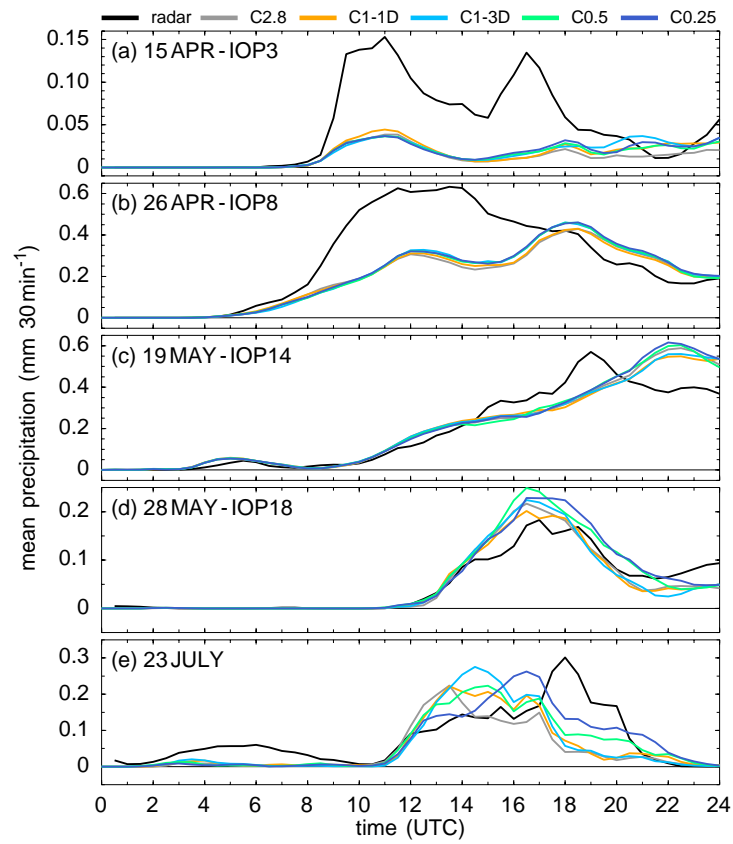 radar C2.8 C1-1D C1-3D C0.5 C0.25
0.15
(a) 15 APR - IOP3
0.10
0.05
0
0.6
(b) 26 APR - IOP8
0.4
0.2
0
0.6
(c) 19 MAY - IOP14
0.4
0.2
0
(d) 28 MAY - IOP18
0.2
0.1
0
(e) 23 JULY
0.3
0.2
0.1
0
0 2 4 6 8 10 12 14 16 18 20 22 24
time (UTC)
mean precipitation (mm 30 min⁻¹)